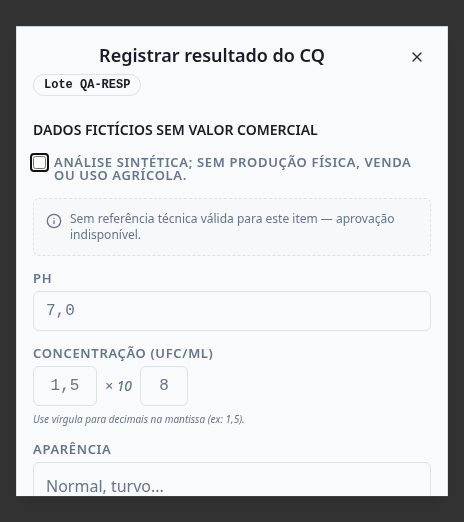 Registrar resultado do CQ
Lote QA-RESP
DADOS FICTÍCIOS SEM VALOR COMERCIAL
ANÁLISE SINTÉTICA; SEM PRODUÇÃO FÍSICA, VENDA
OU USO AGRÍCOLA.
Sem referência técnica válida para este item — aprovação
indisponível.
PH
7,0
CONCENTRAÇÃO (UFC/ML)
1,5 × 10 8
Use vírgula para decimais na mantissa (ex: 1,5).
APARÊNCIA
Normal, turvo...